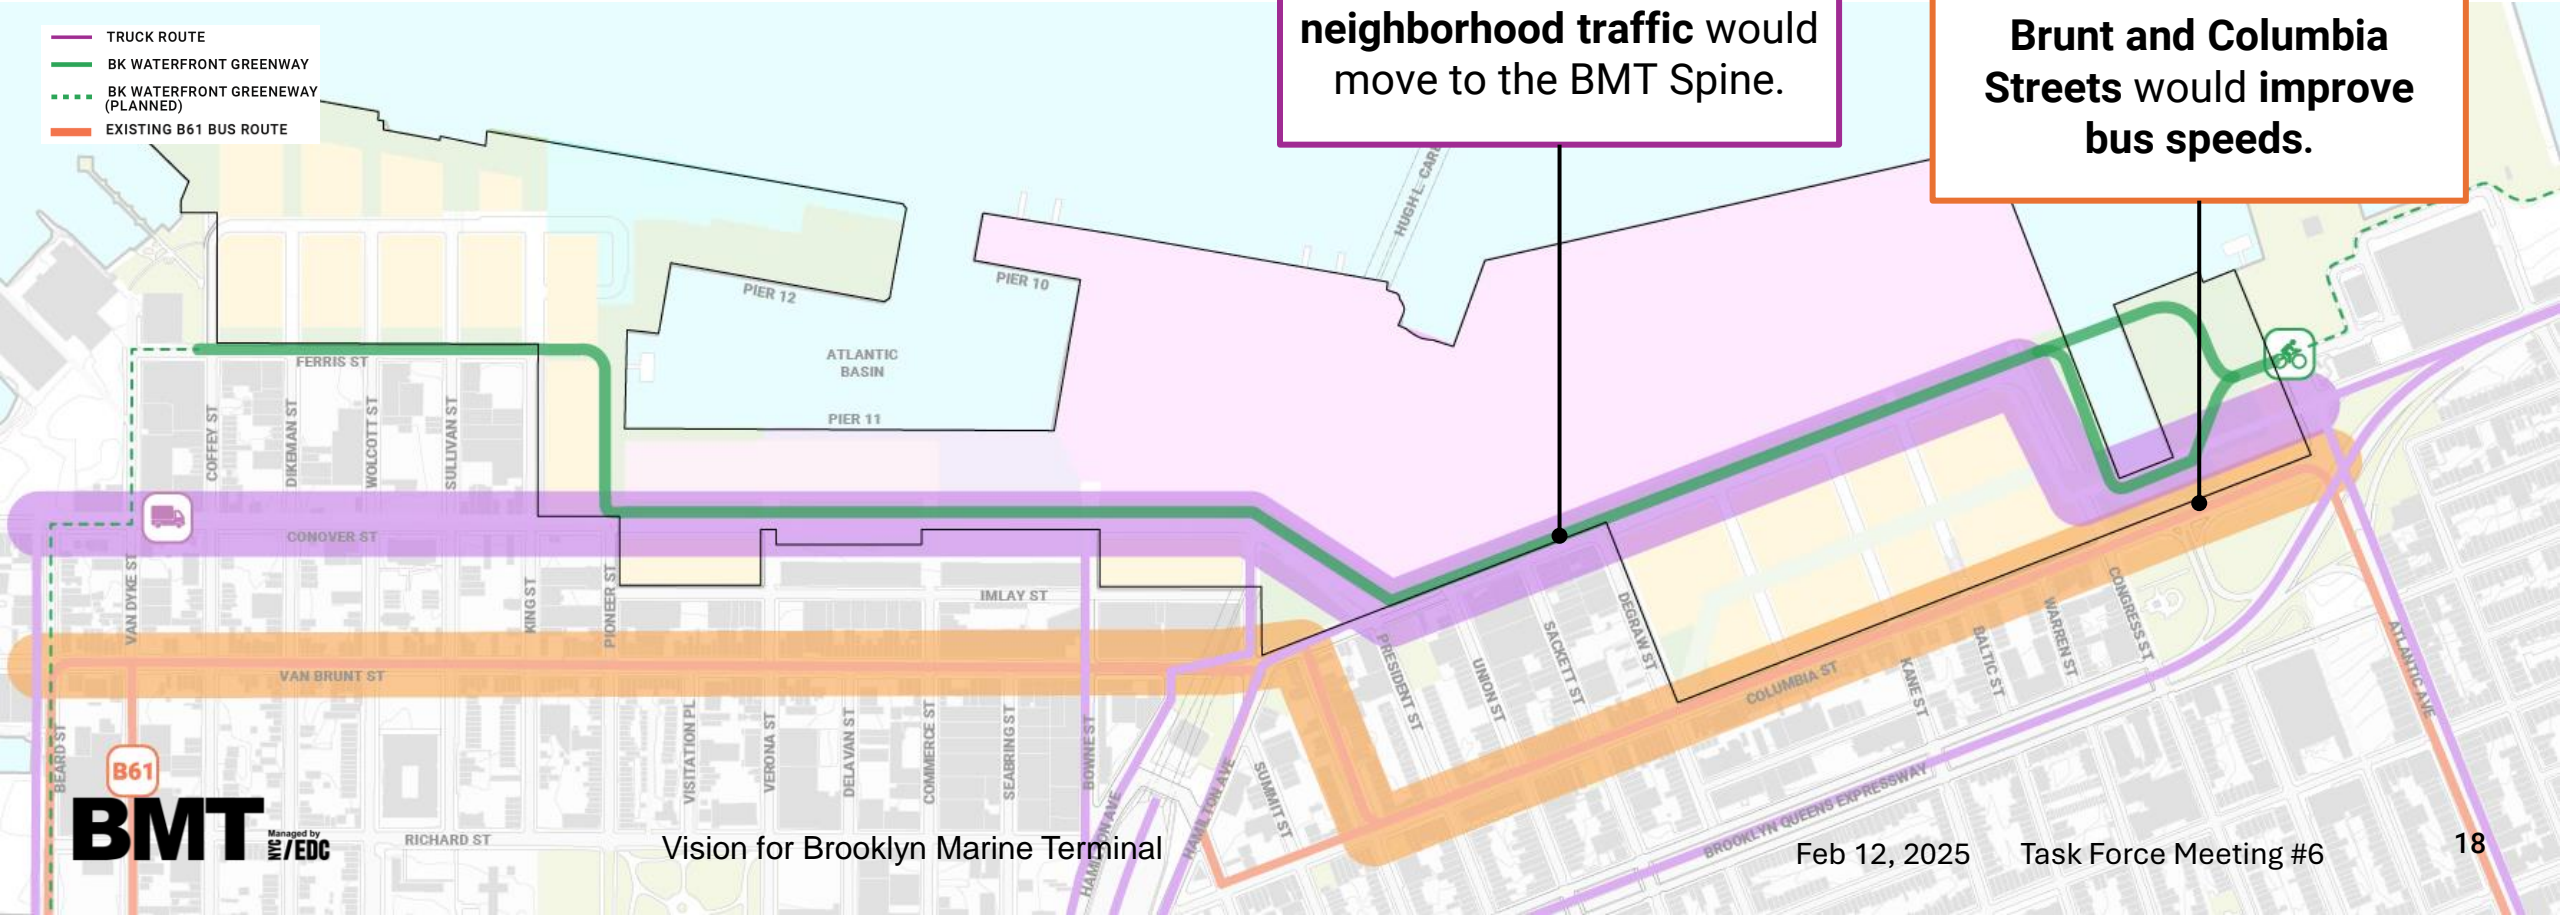 TRUCK ROUTE
BK WATERFRONT GREENWAY
BK WATERFRONT GREENEWAY
(PLANNED)
EXISTING B61 BUS ROUTE
neighborhood traffic would
move to the BMT Spine.
Brunt and Columbia
Streets would improve
bus speeds.
HUGH L. CARE
PIER 12
PIER 10
ATLANTIC
BASIN
PIER 11
FERRIS ST
COFFEY ST
DIKEMAN ST
WOLCOTT ST
SULLIVAN ST
CONOVER ST
VAN DYKE ST
KING ST
PIONEER ST
IMLAY ST
VAN BRUNT ST
BEARD ST
B61
VISITATION PL
VERONA ST
DELAVAN ST
COMMERCE ST
SEABRING ST
BOWNE ST
HAMILTON AVE
HAMILTON AVE
SUMMIT ST
PRESIDENT ST
UNION ST
SACKETT ST
DEGRAW ST
COLUMBIA ST
KANE ST
BALTIC ST
WARREN ST
CONGRESS ST
ATLANTIC AVE
BROOKLYN QUEENS EXPRESSWAY
RICHARD ST
BMT
Managed by
NYC/EDC
Vision for Brooklyn Marine Terminal
Feb 12, 2025
Task Force Meeting #6
18